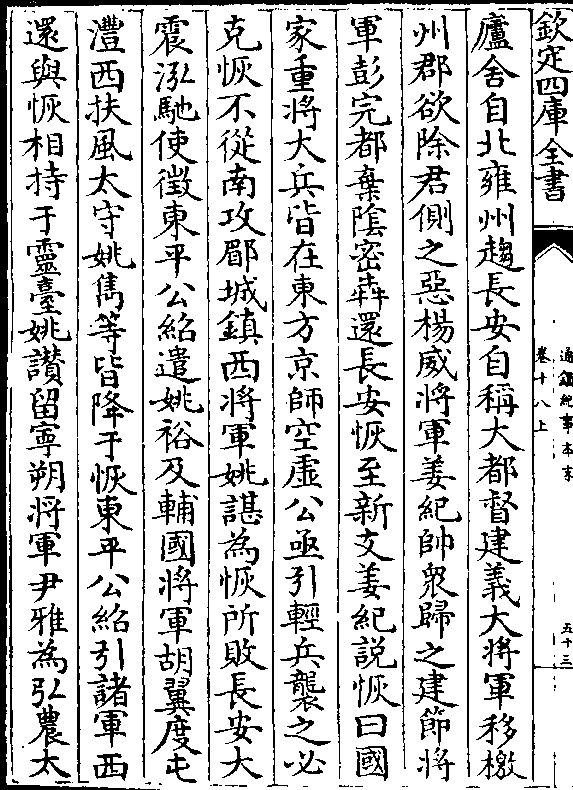 欽定四庫全書
通鑑紀事本末
卷十八上
五十三
廬舍自北雍州趨長安自稱大都督建義大將軍移檄
州郡欲除君側之惡楊威將軍姜紀帥衆歸之建節將
軍彭完都棄陰密犇還長安恢至新支姜紀説恢曰國
家重將大兵皆在東方京師空虛公亟引輕兵襲之必
克恢不從南攻郿城鎮西將軍姚諶為恢所敗長安大
震泓馳使徵東平公紹遣姚裕及輔國將軍胡翼度屯
灃西扶風太守姚雋等皆降于恢東平公紹引諸軍西
還與恢相持于靈臺姚讃留寧朔將軍尹雅為弘農太